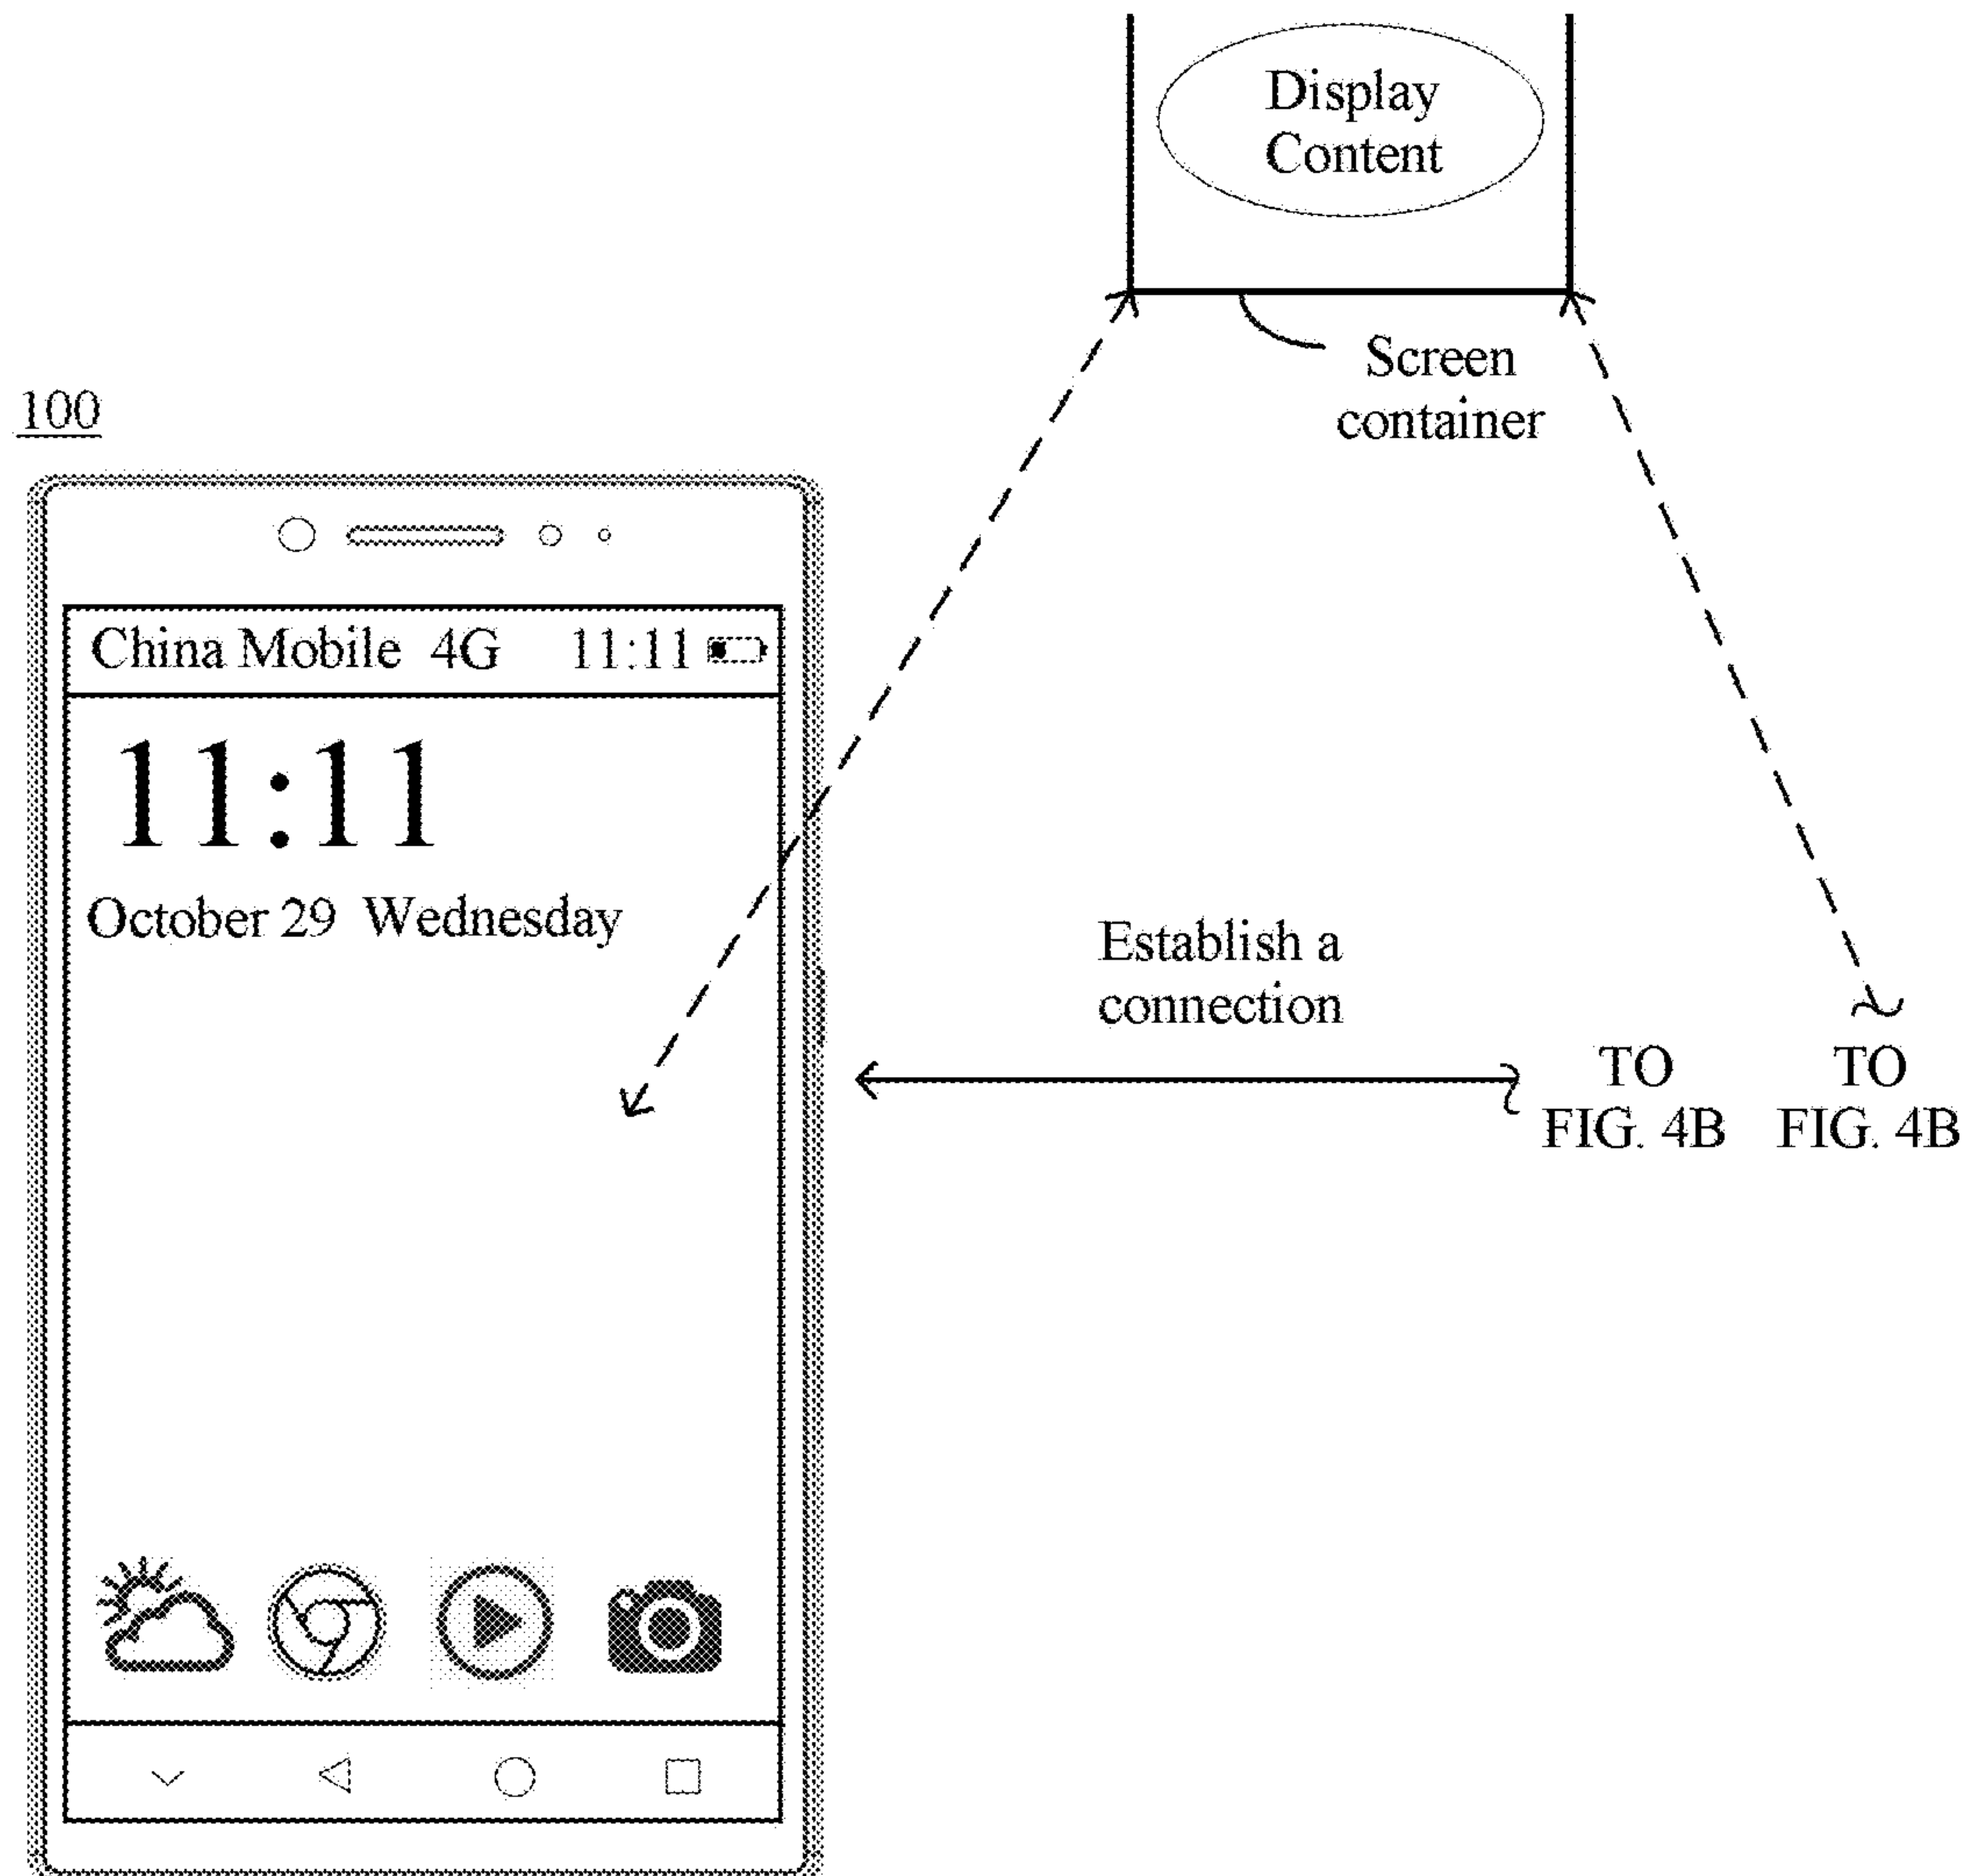 Display
Content
Screen
container
100
China Mobile 4G 11:11
11:11
October 29 Wednesday
Establish a
connection
TO
FIG. 4B
TO
FIG. 4B